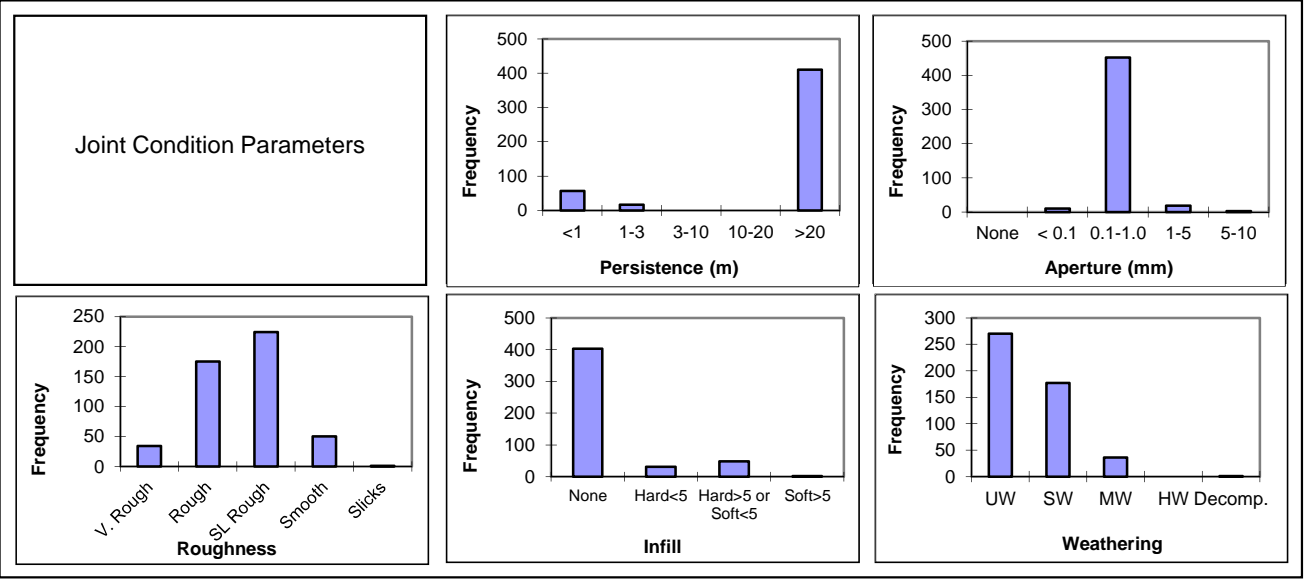 Joint Condition Parameters
500
400
300
200
100
0
Frequency
<1 1-3 3-10 10-20 >20
Persistence (m)
500
400
300
200
100
0
Frequency
None < 0.1 0.1-1.0 1-5 5-10
Aperture (mm)
250
200
150
100
50
0
Frequency
V. Rough Rough SL Rough Smooth Slicks
Roughness
500
400
300
200
100
0
Frequency
None Hard<5 Hard>5 or Soft>5
Soft<5
Infill
300
250
200
150
100
50
0
Frequency
UW SW MW HW Decomp.
Weathering